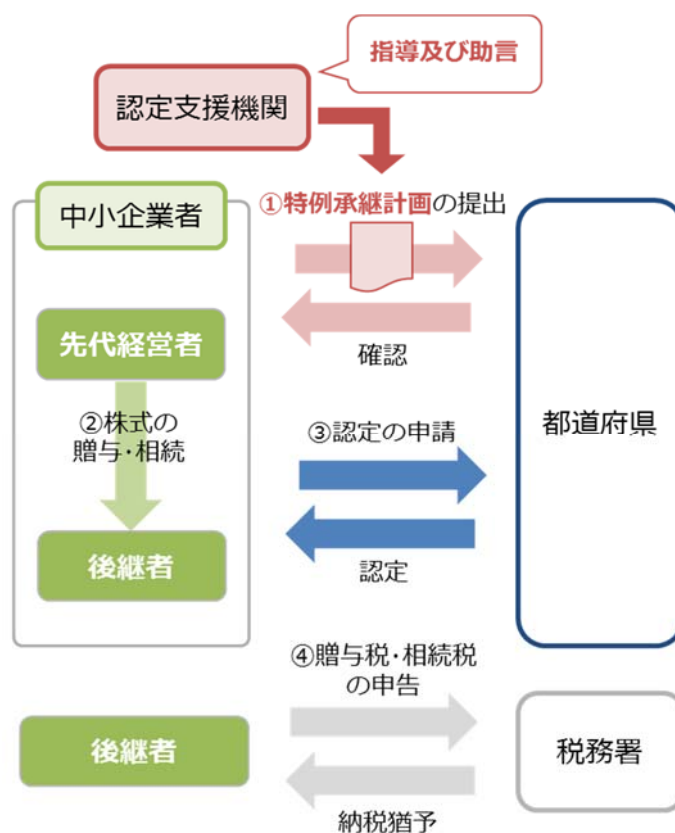 指導及び助言
認定支援機関
中小企業者
①特例承継計画の提出
先代経営者
確認
②株式の
贈与・相続
③認定の申請
都道府県
後継者
認定
④贈与税・相続税
の申告
後継者
税務署
納税猶予